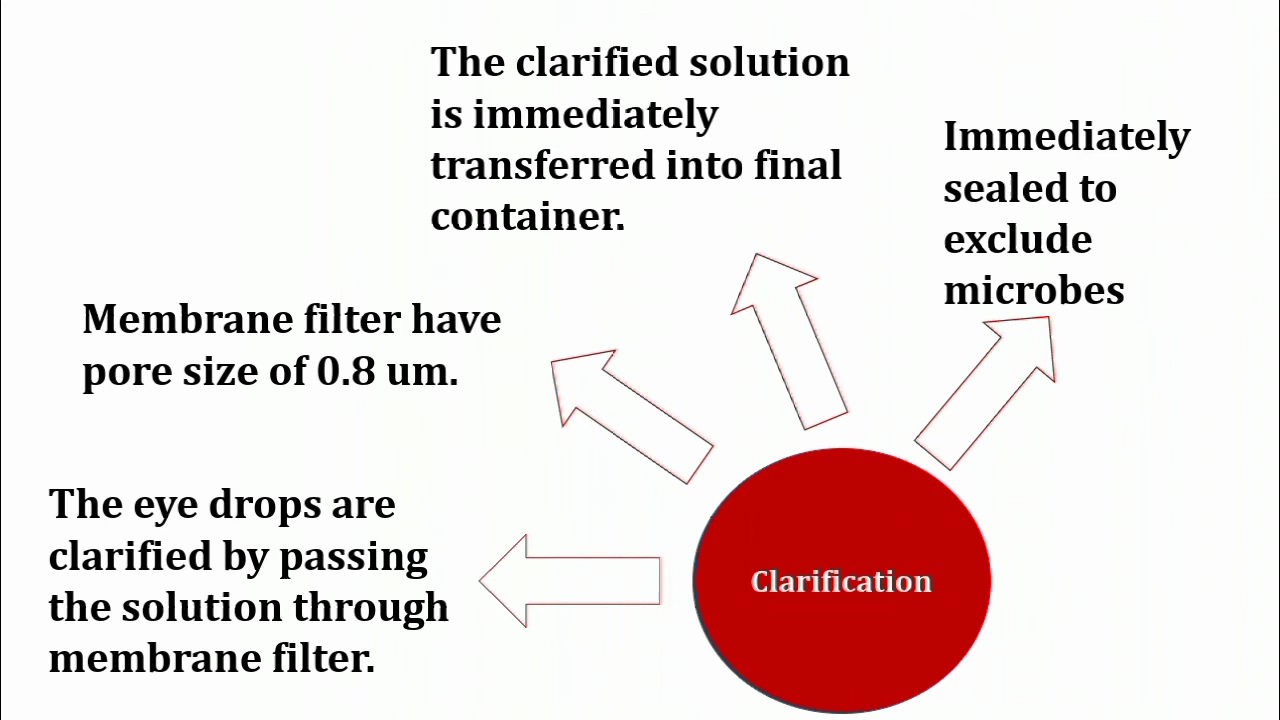 The clarified solution
is immediately
transferred into final
container.
Immediately
sealed to
exclude
microbes
Membrane filter have
pore size of 0.8 um.
The eye drops are
clarified by passing
the solution through
membrane filter.
Clarification